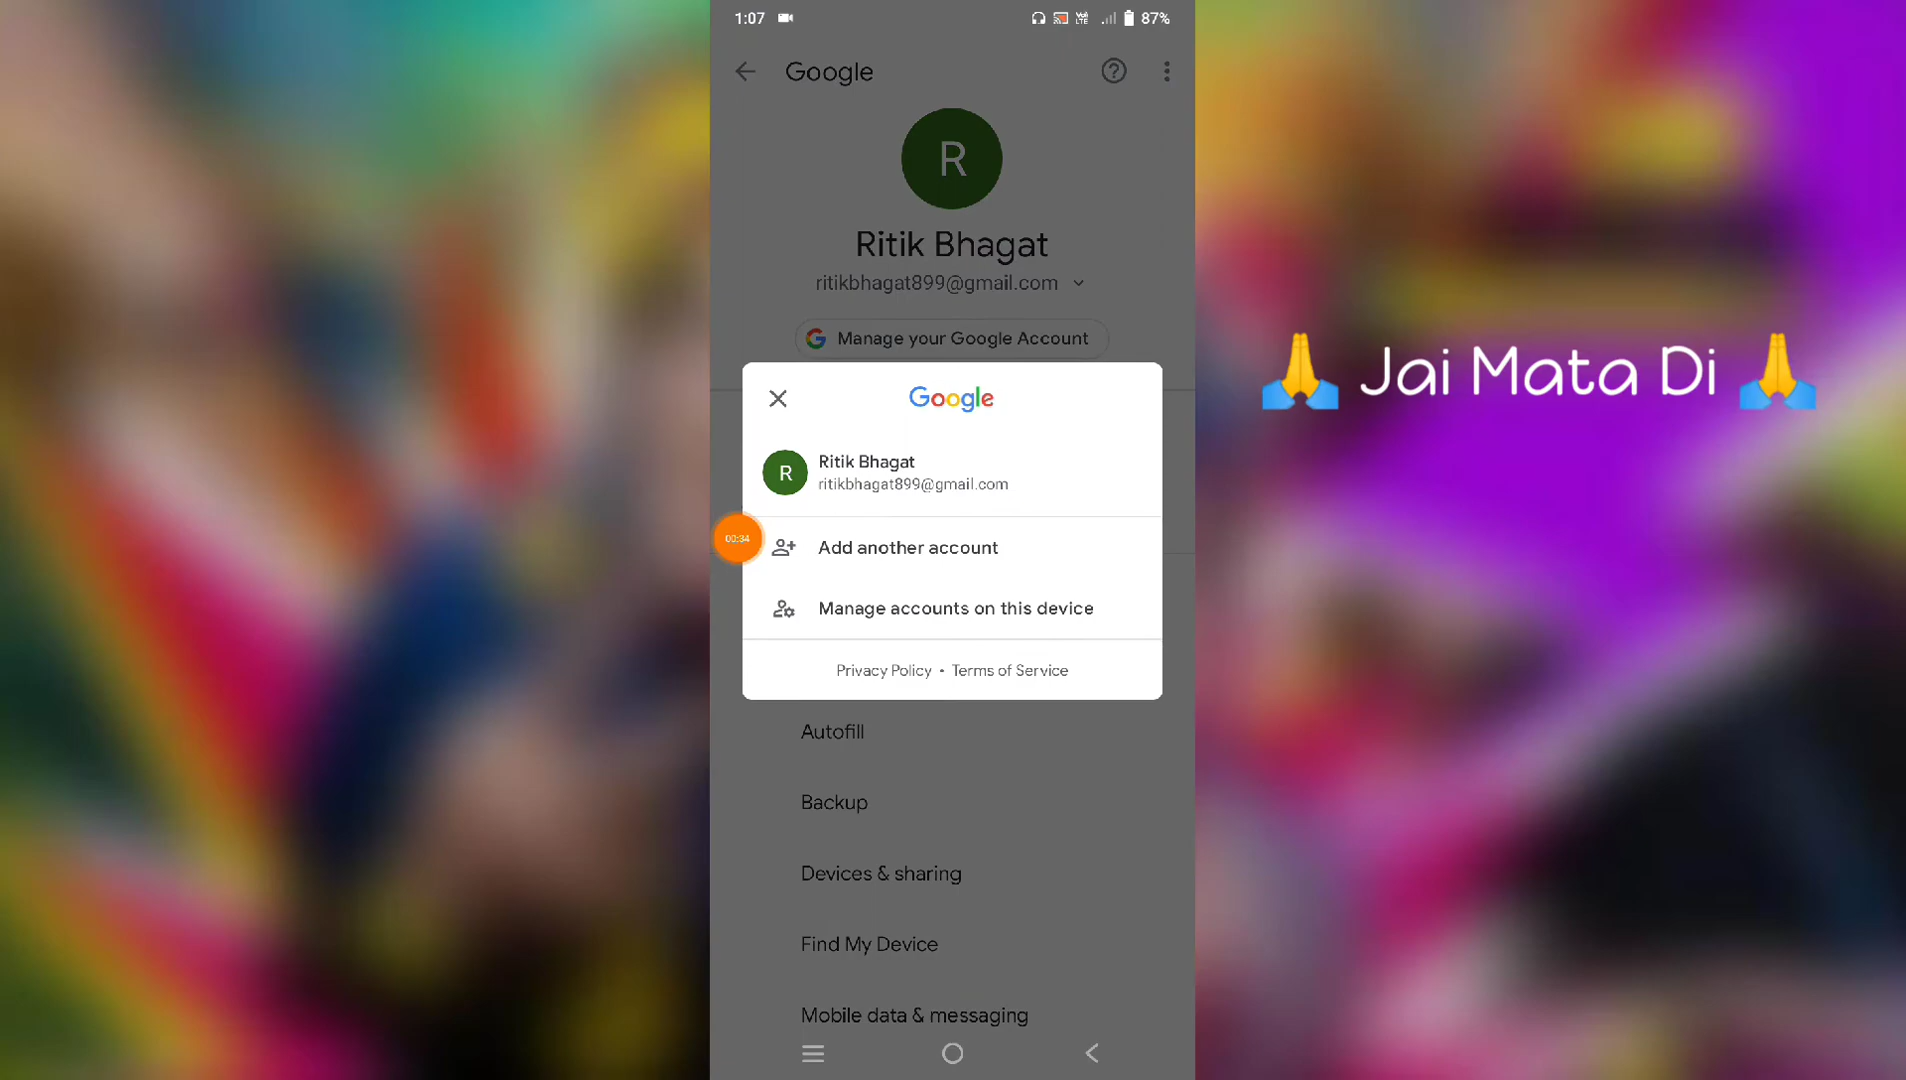 1:07 87%
Google
R
Ritik Bhagat
ritikbhagat899@gmail.com
Manage your Google Account
🙏 Jai Mata Di 🙏
Google
R
Ritik Bhagat
ritikbhagat899@gmail.com
00:34
Add another account
Manage accounts on this device
Privacy Policy • Terms of Service
Autofill
Backup
Devices & sharing
Find My Device
Mobile data & messaging